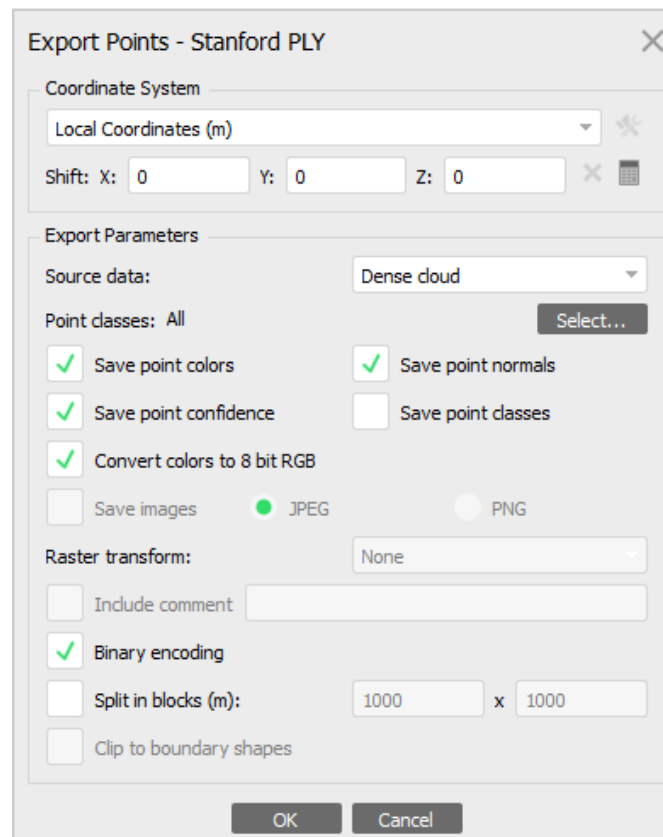 Export Points - Stanford PLY
Coordinate System
Local Coordinates (m)
Shift: X: 0 Y: 0 Z: 0
Export Parameters
Source data: Dense cloud
Point classes: All Select...
Save point colors Save point normals
Save point confidence Save point classes
Convert colors to 8 bit RGB
Save images JPEG PNG
Raster transform: None
Include comment
Binary encoding
Split in blocks (m): 1000 x 1000
Clip to boundary shapes
OK Cancel